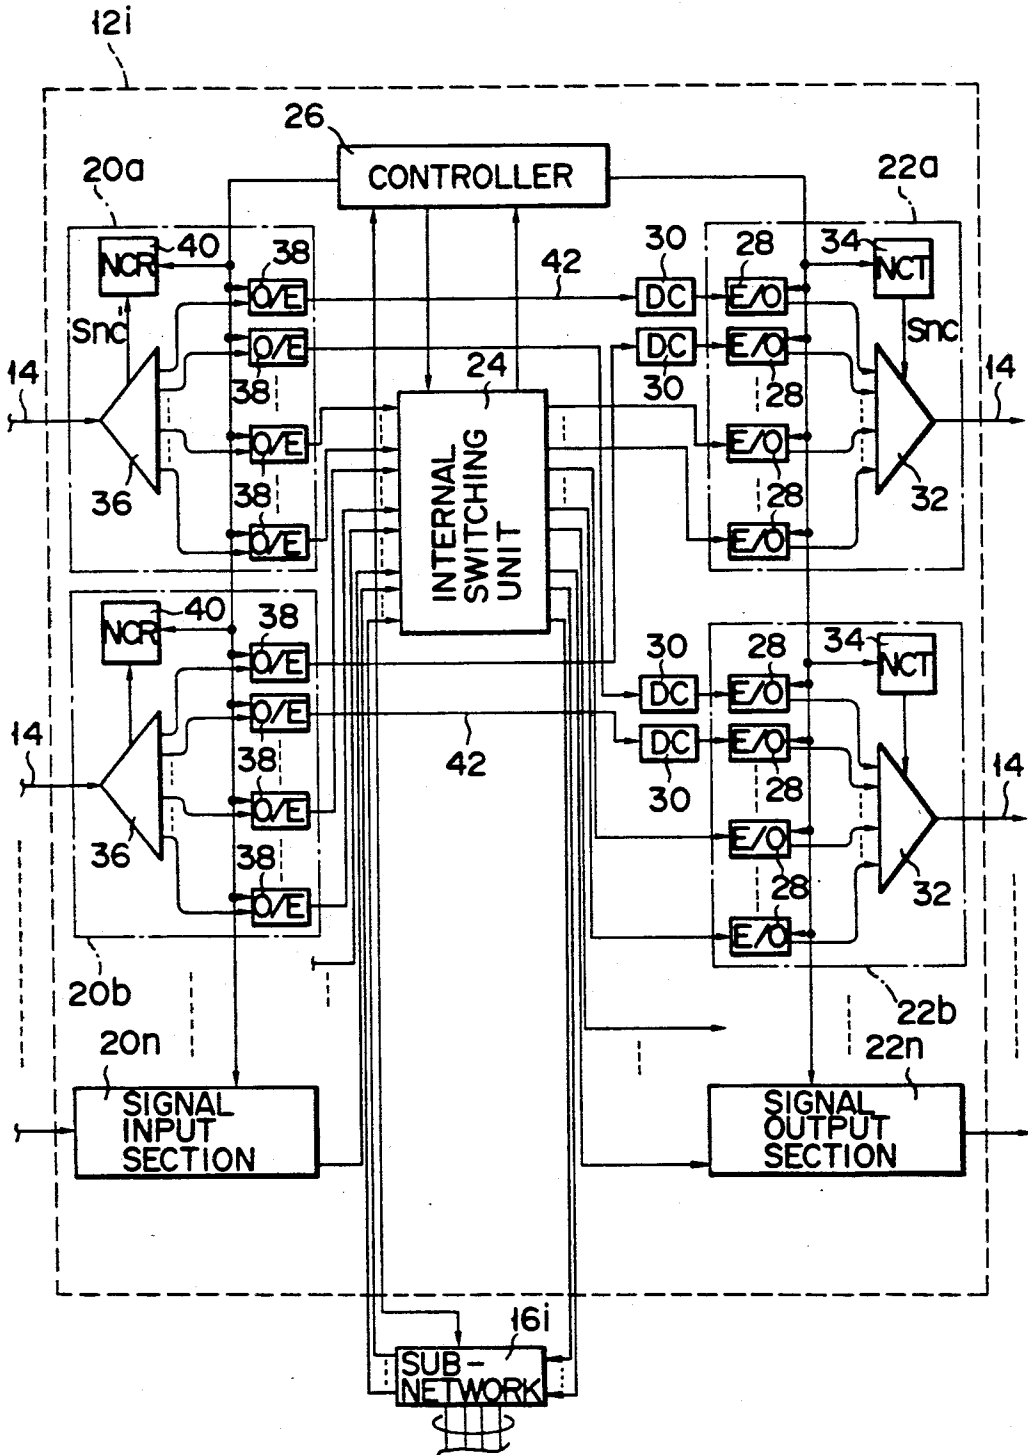 12i
26
CONTROLLER
20a
22a
NCR
40
38
O/E
42
30
DC
28
E/O
34
NCT
Snc'
Snc
O/E
38
DC
30
E/O
28
14
14
24
INTERNAL
SWITCHING
UNIT
O/E
38
E/O
28
36
32
38
O/E
E/O
NCR
40
38
O/E
30
DC
28
E/O
34
NCT
O/E
38
42
DC
30
E/O
28
14
14
38
O/E
E/O
28
36
32
38
O/E
28
E/O
20b
22b
20n
22n
SIGNAL
INPUT
SECTION
SIGNAL
OUTPUT
SECTION
16i
SUB-
NETWORK